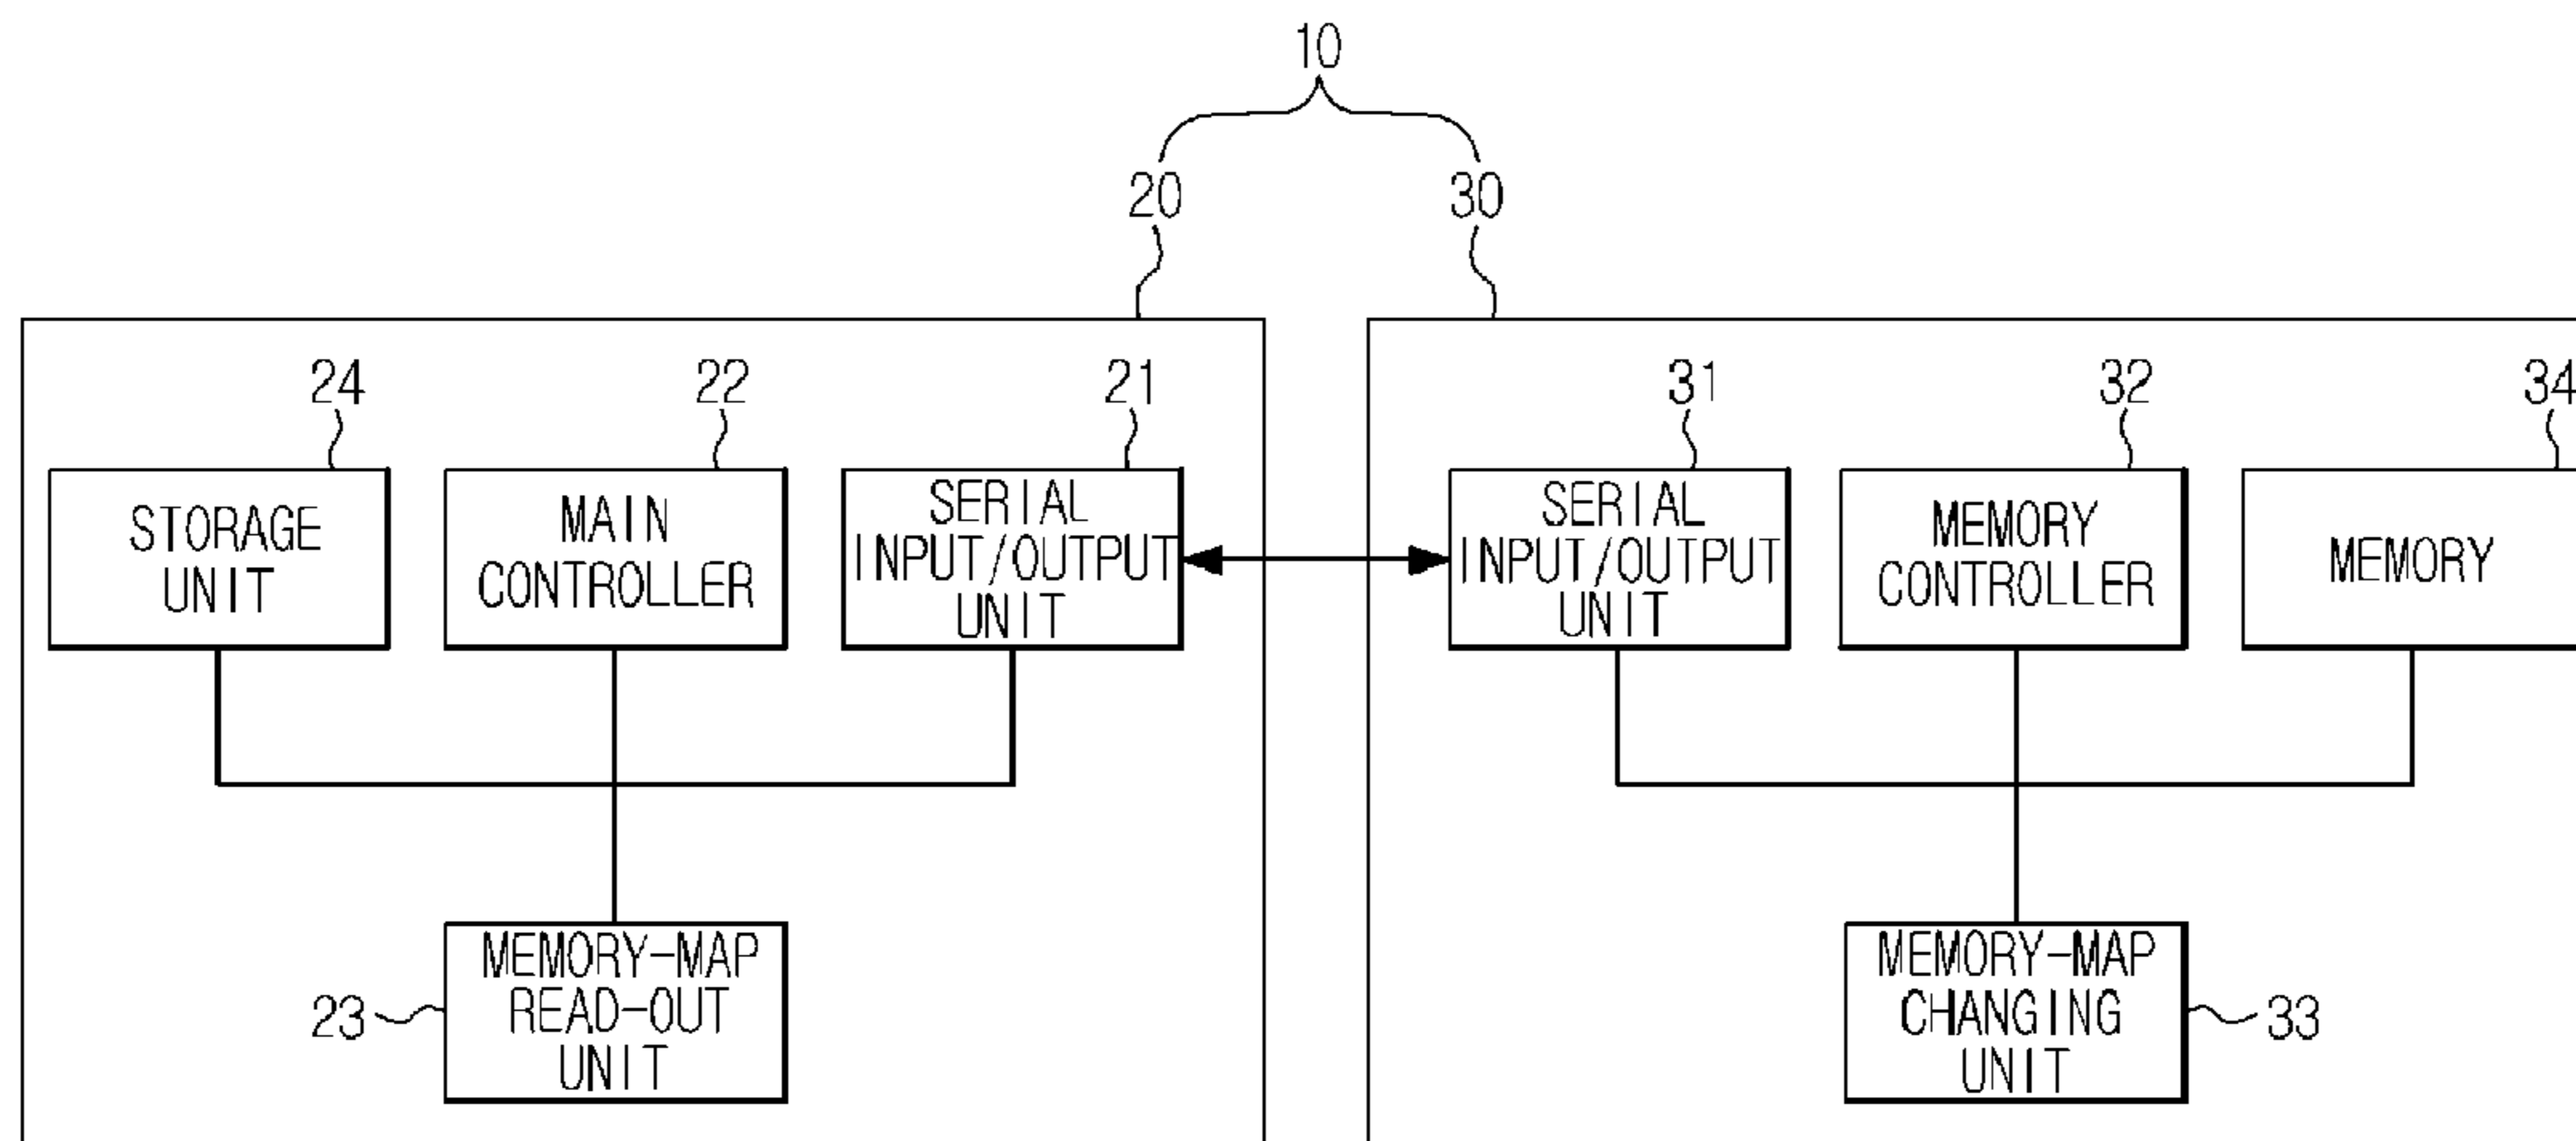 10
20 30
24 22 21 31 32 34
STORAGE
UNIT
MAIN
CONTROLLER
SERIAL
INPUT/OUTPUT
UNIT
SERIAL
INPUT/OUTPUT
UNIT
MEMORY
CONTROLLER
MEMORY
MEMORY-MAP
READ-OUT
UNIT
23
MEMORY-MAP
CHANGING
UNIT
33